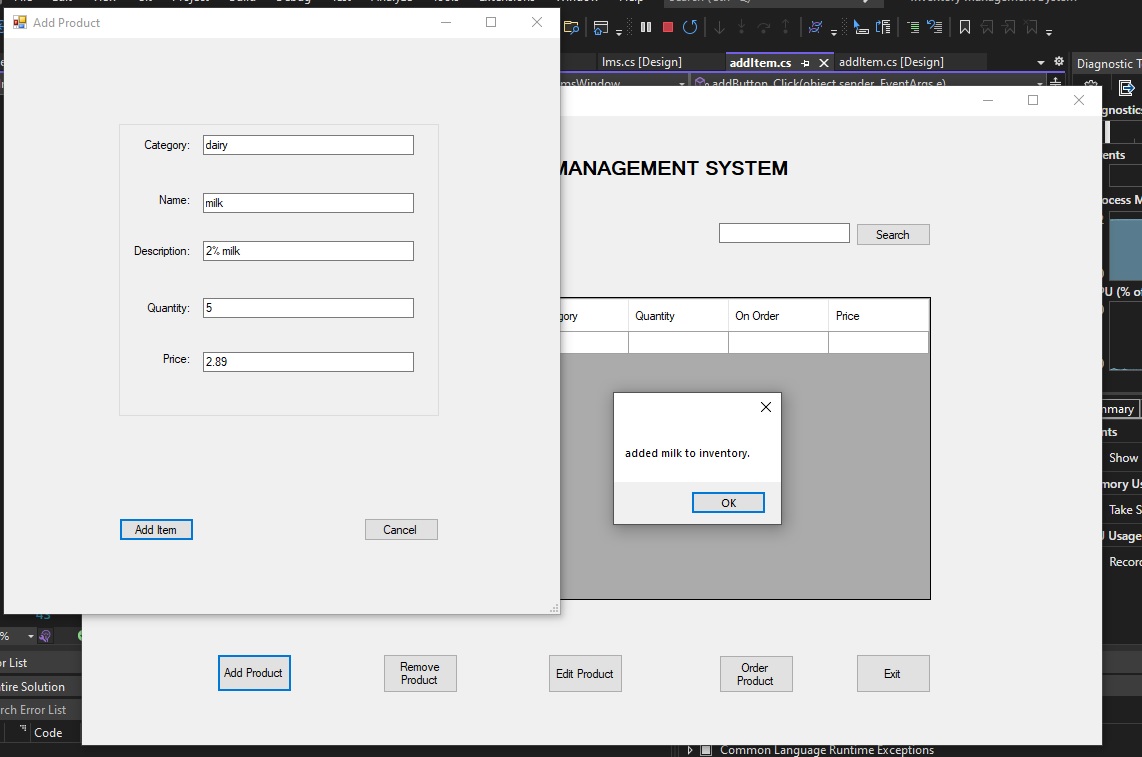 Add Product
lms.cs [Design]
addItem.cs
addItem.cs [Design]
Diagnostic T
addButton_Click(object sender, EventArgs e)
MANAGEMENT SYSTEM
Category:
dairy
Name:
milk
Description:
2% milk
Quantity:
5
Price:
2.89
Add Item
Cancel
Search
gory
Quantity
On Order
Price
added milk to inventory.
OK
Add Product
Remove
Product
Edit Product
Order
Product
Exit
gnostics
ents
ocess M
U (% of
mmary
nts
Show
mory Us
Take S
U Usage
Record
%
or List
tire Solution
rch Error List
Code
Common Language Runtime Exceptions